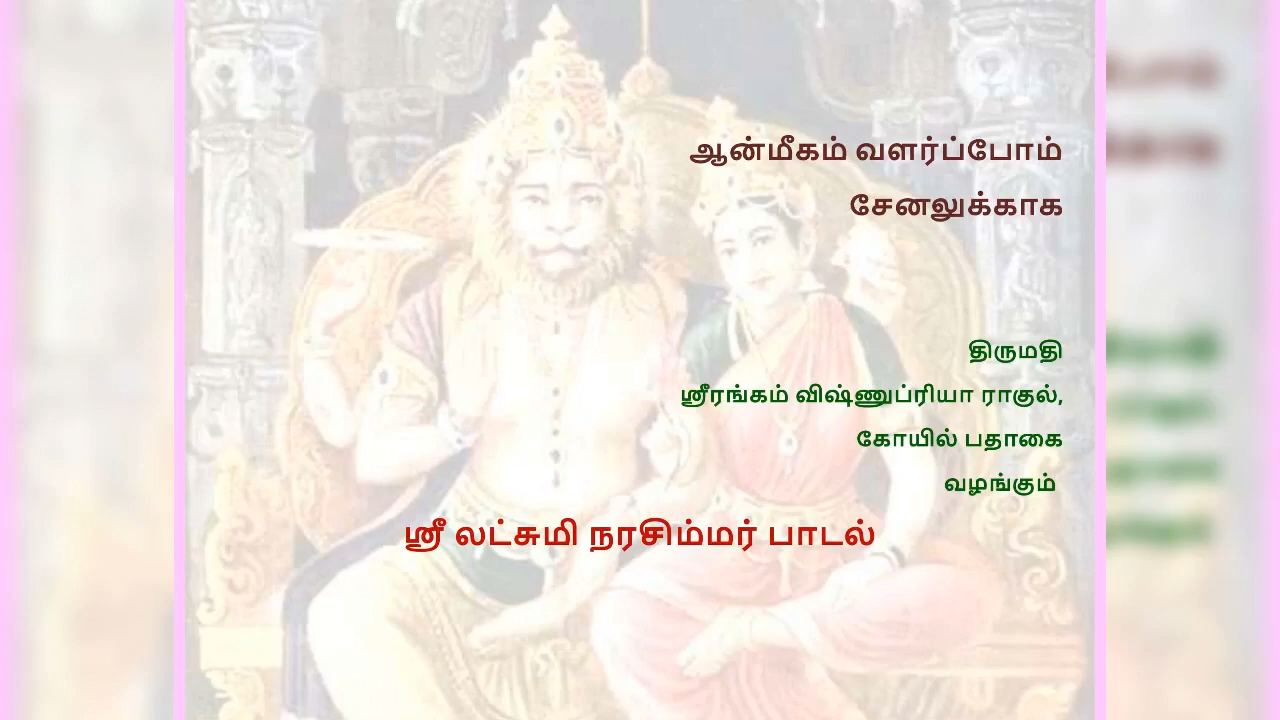 ஆன்மீகம் வளர்ப்போம்
சேனலுக்காக
திருமதி
ஸ்ரீரங்கம் விஷ்ணுப்ரியா ராகுல்,
கோயில் பதாகை
வழங்கும்
ஸ்ரீ லட்சுமி நரசிம்மர் பாடல்